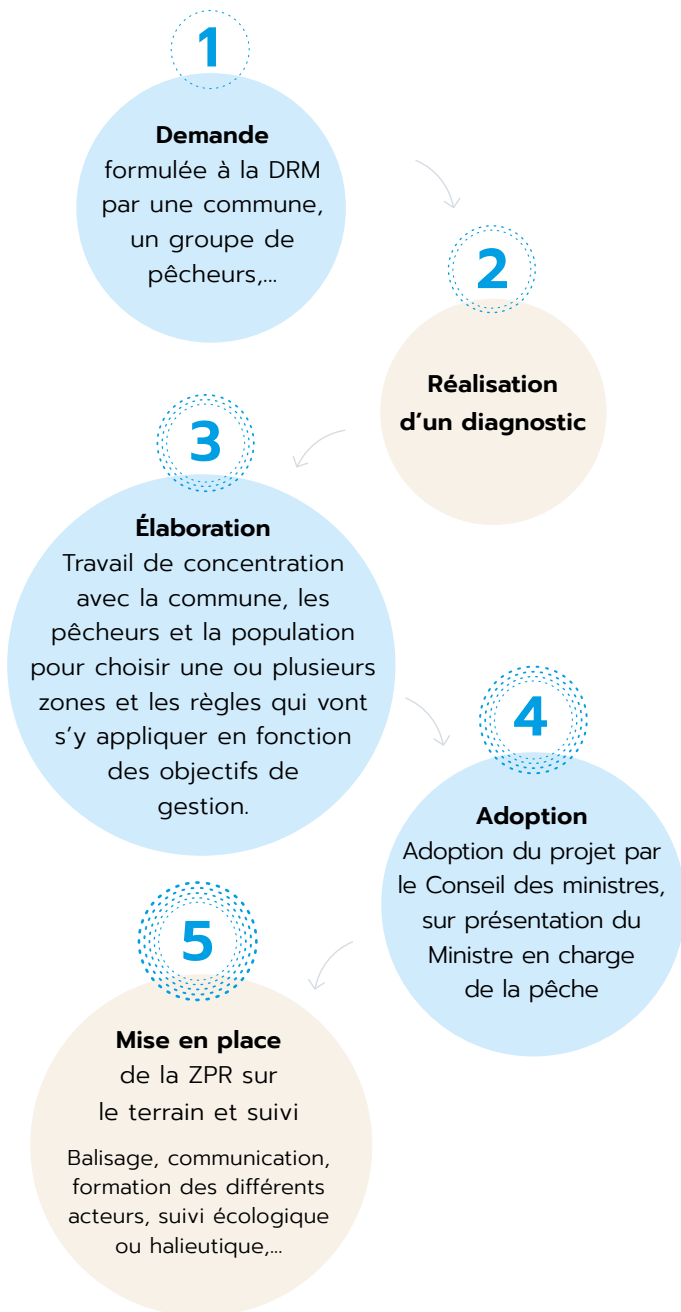 1
Demande
formulée à la DRM
par une commune,
un groupe de
pêcheurs,...
2
Réalisation
d'un diagnostic
3
Élaboration
Travail de concentration
avec la commune, les
pêcheurs et la population
pour choisir une ou plusieurs
zones et les règles qui vont
s'y appliquer en fonction
des objectifs de
gestion.
4
Adoption
Adoption du projet par
le Conseil des ministres,
sur présentation du
Ministre en charge
de la pêche
5
Mise en place
de la ZPR sur
le terrain et suivi
Balisage, communication,
formation des différents
acteurs, suivi écologique
ou halieutique,...